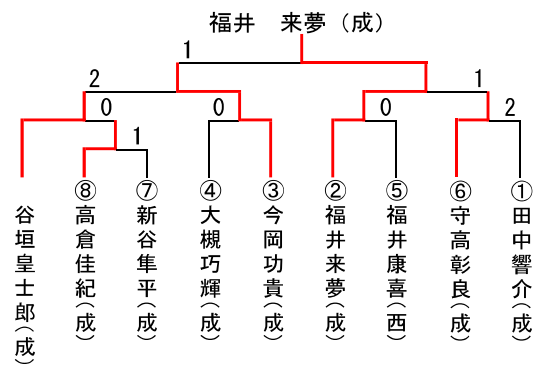 福井 来夢（成）
1
2
1
0
0
0
2
1
⑧
⑦
④
③
②
⑤
⑥
①
谷垣皇士郎（成）
高倉佳紀（成）
新谷隼平（成）
大槻巧輝（成）
今岡功貴（成）
福井来夢（成）
福井康喜（西）
守高彰良（成）
田中響介（成）